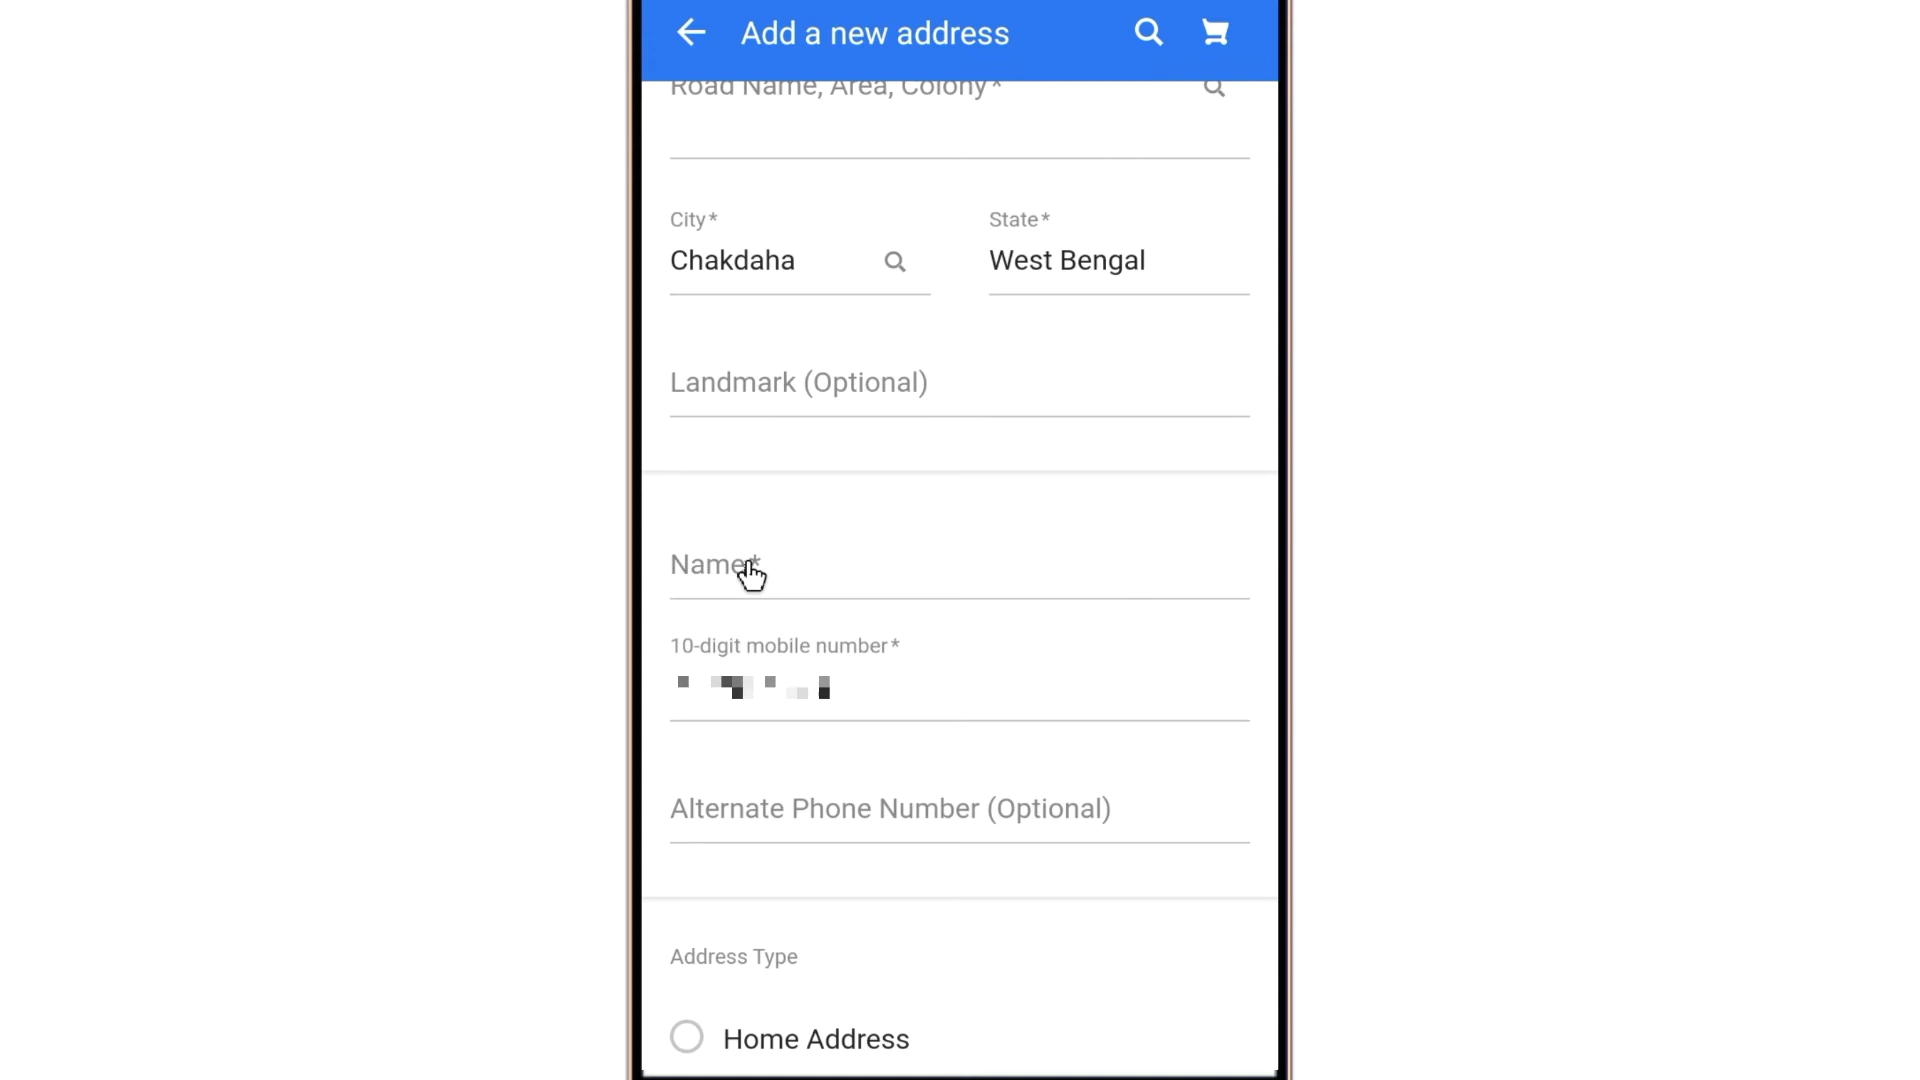 Add a new address
Road Name, Area, Colony*
City*
State*
Chakdaha
West Bengal
Landmark (Optional)
Name*
10-digit mobile number*
Alternate Phone Number (Optional)
Address Type
Home Address